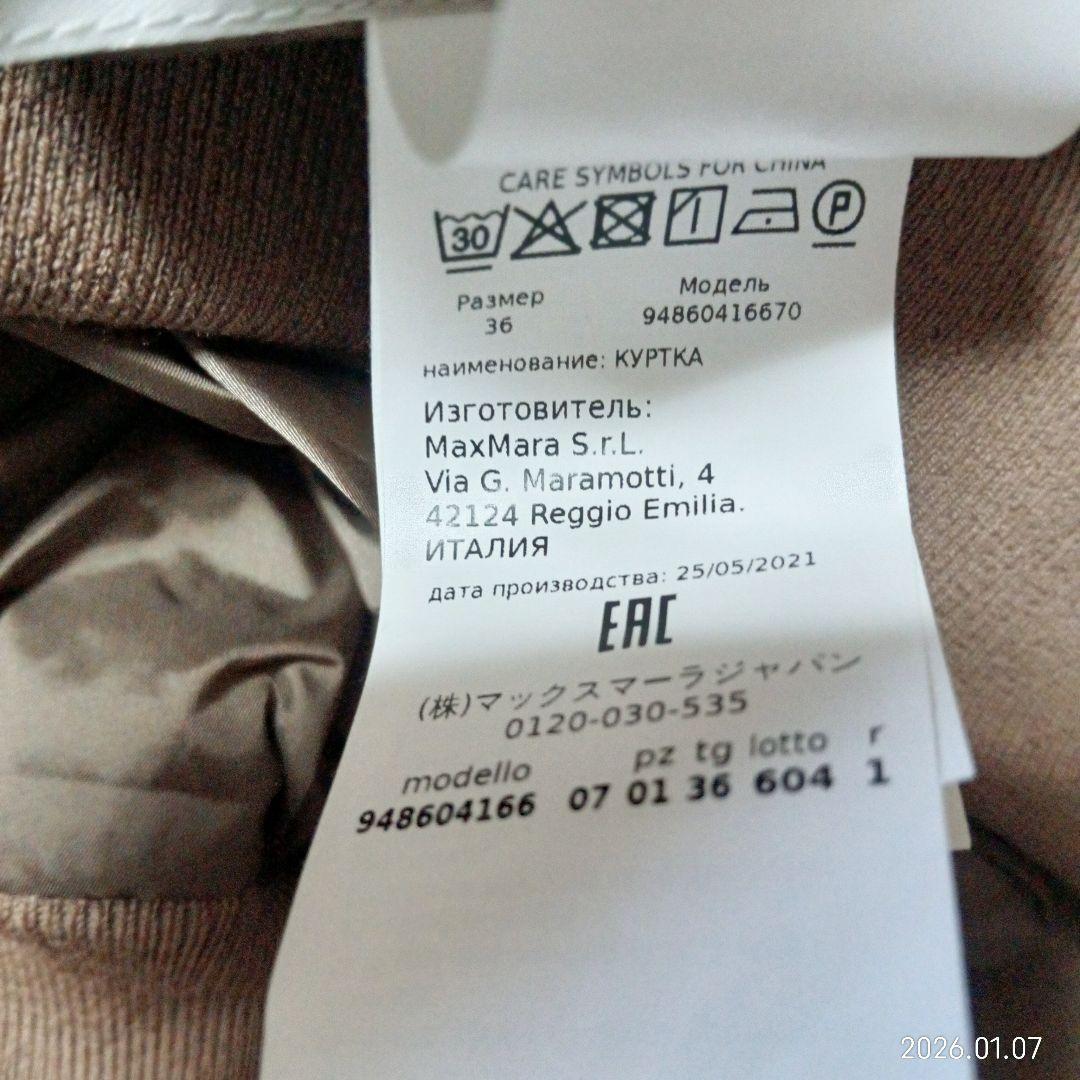 CARE SYMBOLS FOR CHINA
30 P
Размер Модель
36 94860416670
наименование: КУРТКА
Изготовитель:
MaxMara S.r.L.
Via G. Maramotti, 4
42124 Reggio Emilia.
ИТАЛИЯ
дата производства: 25/05/2021
EAC
(株)マックスマーラジャパン
0120-030-535
modello pz tg lotto r
948604166 07 01 36 604 1
2026.01.07